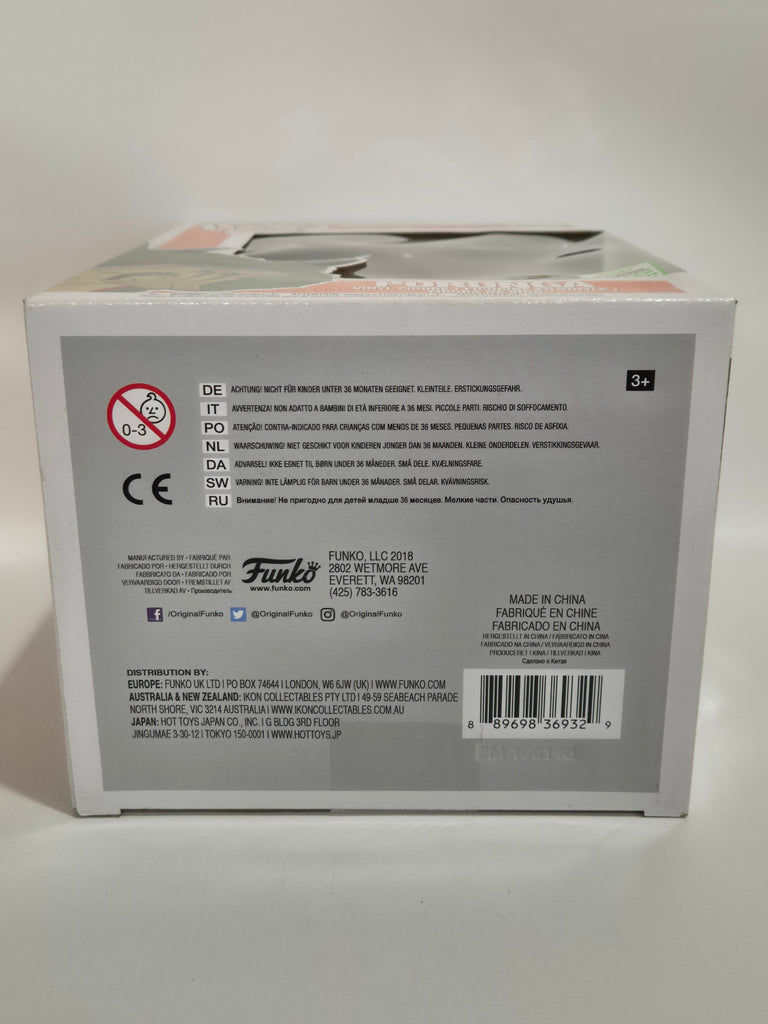 3+
0-3
DE ACHTUNG! NICHT FÜR KINDER UNTER 36 MONATEN GEEIGNET. KLEINTEILE. ERSTICKUNGSGEFAHR.
IT AVVERTENZA! NON ADATTO A BAMBINI DI ETÀ INFERIORE A 36 MESI. PICCOLE PARTI. RISCHIO DI SOFFOCAMENTO.
PO ATENÇÃO! CONTRA-INDICADO PARA CRIANÇAS COM MENOS DE 36 MESES. PEQUENAS PARTES. RISCO DE ASFIXIA.
NL WAARSCHUWING! NIET GESCHIKT VOOR KINDEREN JONGER DAN 36 MAANDEN. KLEINE ONDERDELEN. VERSTIKKINGSGEVAAR.
DA ADVARSEL! IKKE EGNET TIL BØRN UNDER 36 MÅNEDER. SMÅ DELE. KVÆLNINGSFARE.
SW VARNING! INTE LÄMPLIG FÖR BARN UNDER 36 MÅNADER. SMÅ DELAR. KVÄVNINGSRISK.
RU Внимание! Не пригодно для детей младше 36 месяцев. Мелкие части. Опасность удушья.
CE
MANUFACTURED BY • FABRIQUÉ PAR
FABRICADO POR • HERGESTELLT DURCH
FABBRICATO DA • FABRICADO POR
VERVAARDIGD DOOR • FREMSTILLET AF
TILLVERKAD AV • Производитель:
Funko
www.funko.com
FUNKO, LLC 2018
2802 WETMORE AVE
EVERETT, WA 98201
(425) 783-3616
f /OriginalFunko @OriginalFunko @OriginalFunko
MADE IN CHINA
FABRIQUÉ EN CHINE
FABRICADO EN CHINA
HERGESTELLT IN CHINA / FABBRICATO IN CINA
FABRICADO NA CHINA / VERVAARDIGD IN CHINA
PRODUCERET I KINA / TILLVERKAD I KINA
Сделано в Китае
DISTRIBUTION BY:
EUROPE: FUNKO UK LTD | PO BOX 74644 | LONDON, W6 6JW (UK) | WWW.FUNKO.COM
AUSTRALIA & NEW ZEALAND: IKON COLLECTABLES PTY LTD | 49-59 SEABEACH PARADE
NORTH SHORE, VIC 3214 AUSTRALIA | WWW.IKONCOLLECTABLES.COM.AU
JAPAN: HOT TOYS JAPAN CO., INC. | G BLDG 3RD FLOOR
JINGUMAE 3-30-12 | TOKYO 150-0001 | WWW.HOTTOYS.JP
8 89698 36932 9